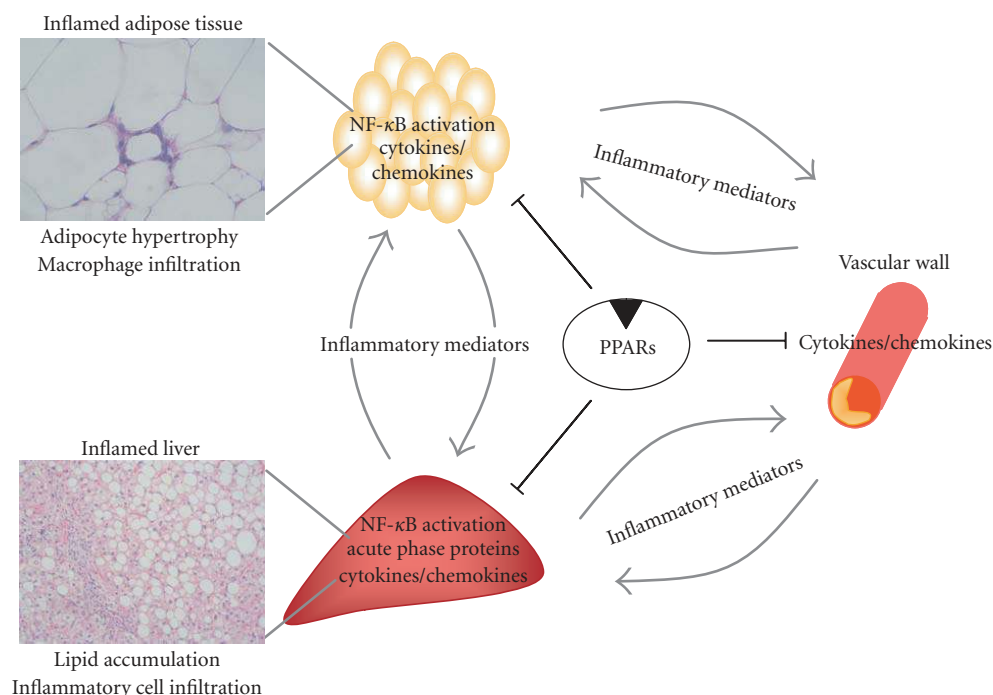 Inflamed adipose tissue
NF-κB activation
cytokines/
chemokines
Adipocyte hypertrophy
Macrophage infiltration
Inflammatory mediators
Vascular wall
Inflammatory mediators
PPARs
Cytokines/chemokines
Inflamed liver
NF-κB activation
acute phase proteins
cytokines/chemokines
Inflammatory mediators
Lipid accumulation
Inflammatory cell infiltration